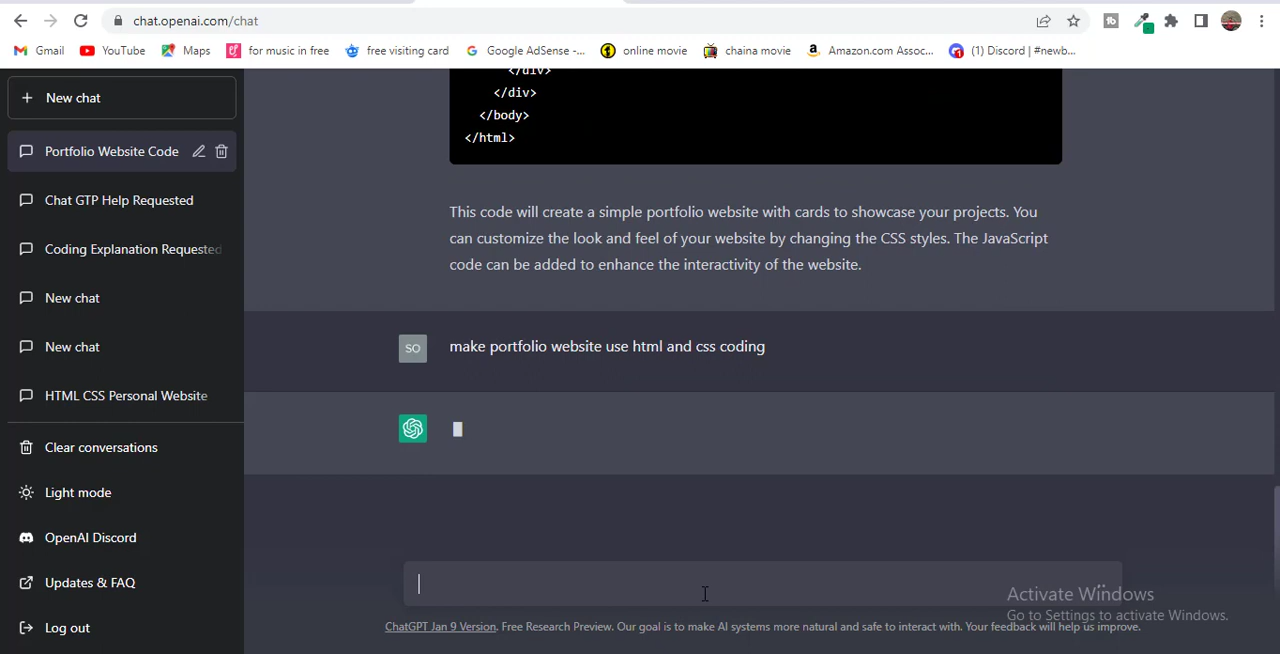 chat.openai.com/chat
Gmail YouTube Maps for music in free free visiting card Google AdSense -... online movie chaina movie Amazon.com Assoc... (1) Discord | #newb...
New chat
Portfolio Website Code
Chat GTP Help Requested
Coding Explanation Requested
New chat
New chat
HTML CSS Personal Website
Clear conversations
Light mode
OpenAI Discord
Updates & FAQ
Log out
</div>
</div>
</body>
</html>
This code will create a simple portfolio website with cards to showcase your projects. You
can customize the look and feel of your website by changing the CSS styles. The JavaScript
code can be added to enhance the interactivity of the website.
SO make portfolio website use html and css coding
Activate Windows
Go to Settings to activate Windows.
ChatGPT Jan 9 Version. Free Research Preview. Our goal is to make AI systems more natural and safe to interact with. Your feedback will help us improve.